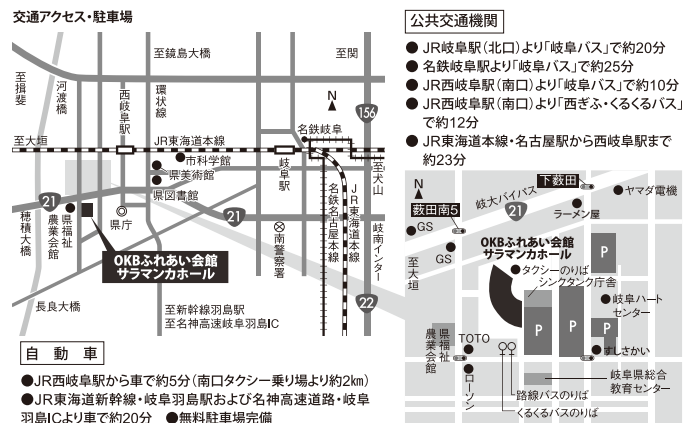 交通アクセス・駐車場
至鏡島大橋
至関
至揖斐
河渡橋
西岐阜駅
環状線
N
156
名鉄岐阜
至大垣
JR東海道本線
市科学館
県美術館
県図書館
岐阜駅
至犬山
21
21
穂積大橋
県福祉農業会館
県庁
OKBふれあい会館
サラマンカホール
南警察署
名鉄名古屋本線
JR東海道本線
岐南インター
22
長良大橋
至新幹線羽島駅
至名神高速岐阜羽島IC
自動車
●JR西岐阜駅から車で約5分(南口タクシー乗り場より約2km)
●JR東海道新幹線・岐阜羽島駅および名神高速道路・岐阜
羽島ICより車で約20分 ●無料駐車場完備
公共交通機関
● JR岐阜駅(北口)より「岐阜バス」で約20分
● 名鉄岐阜駅より「岐阜バス」で約25分
● JR西岐阜駅(南口)より「岐阜バス」で約10分
● JR西岐阜駅(南口)より「西ぎふ・くるくるバス」
で約12分
● JR東海道本線・名古屋駅から西岐阜駅まで
約23分
N
下薮田
岐大バイパス
21
ヤマダ電機
薮田南5
ラーメン屋
GS
GS
至大垣
OKBふれあい会館
サラマンカホール
タクシーのりば
シンクタンク庁舎
P
P
P
P
P
岐阜ハート
センター
県福祉農業会館
TOTO
ローソン
すしさかい
岐阜県総合
教育センター
路線バスのりば
くるくるバスのりば